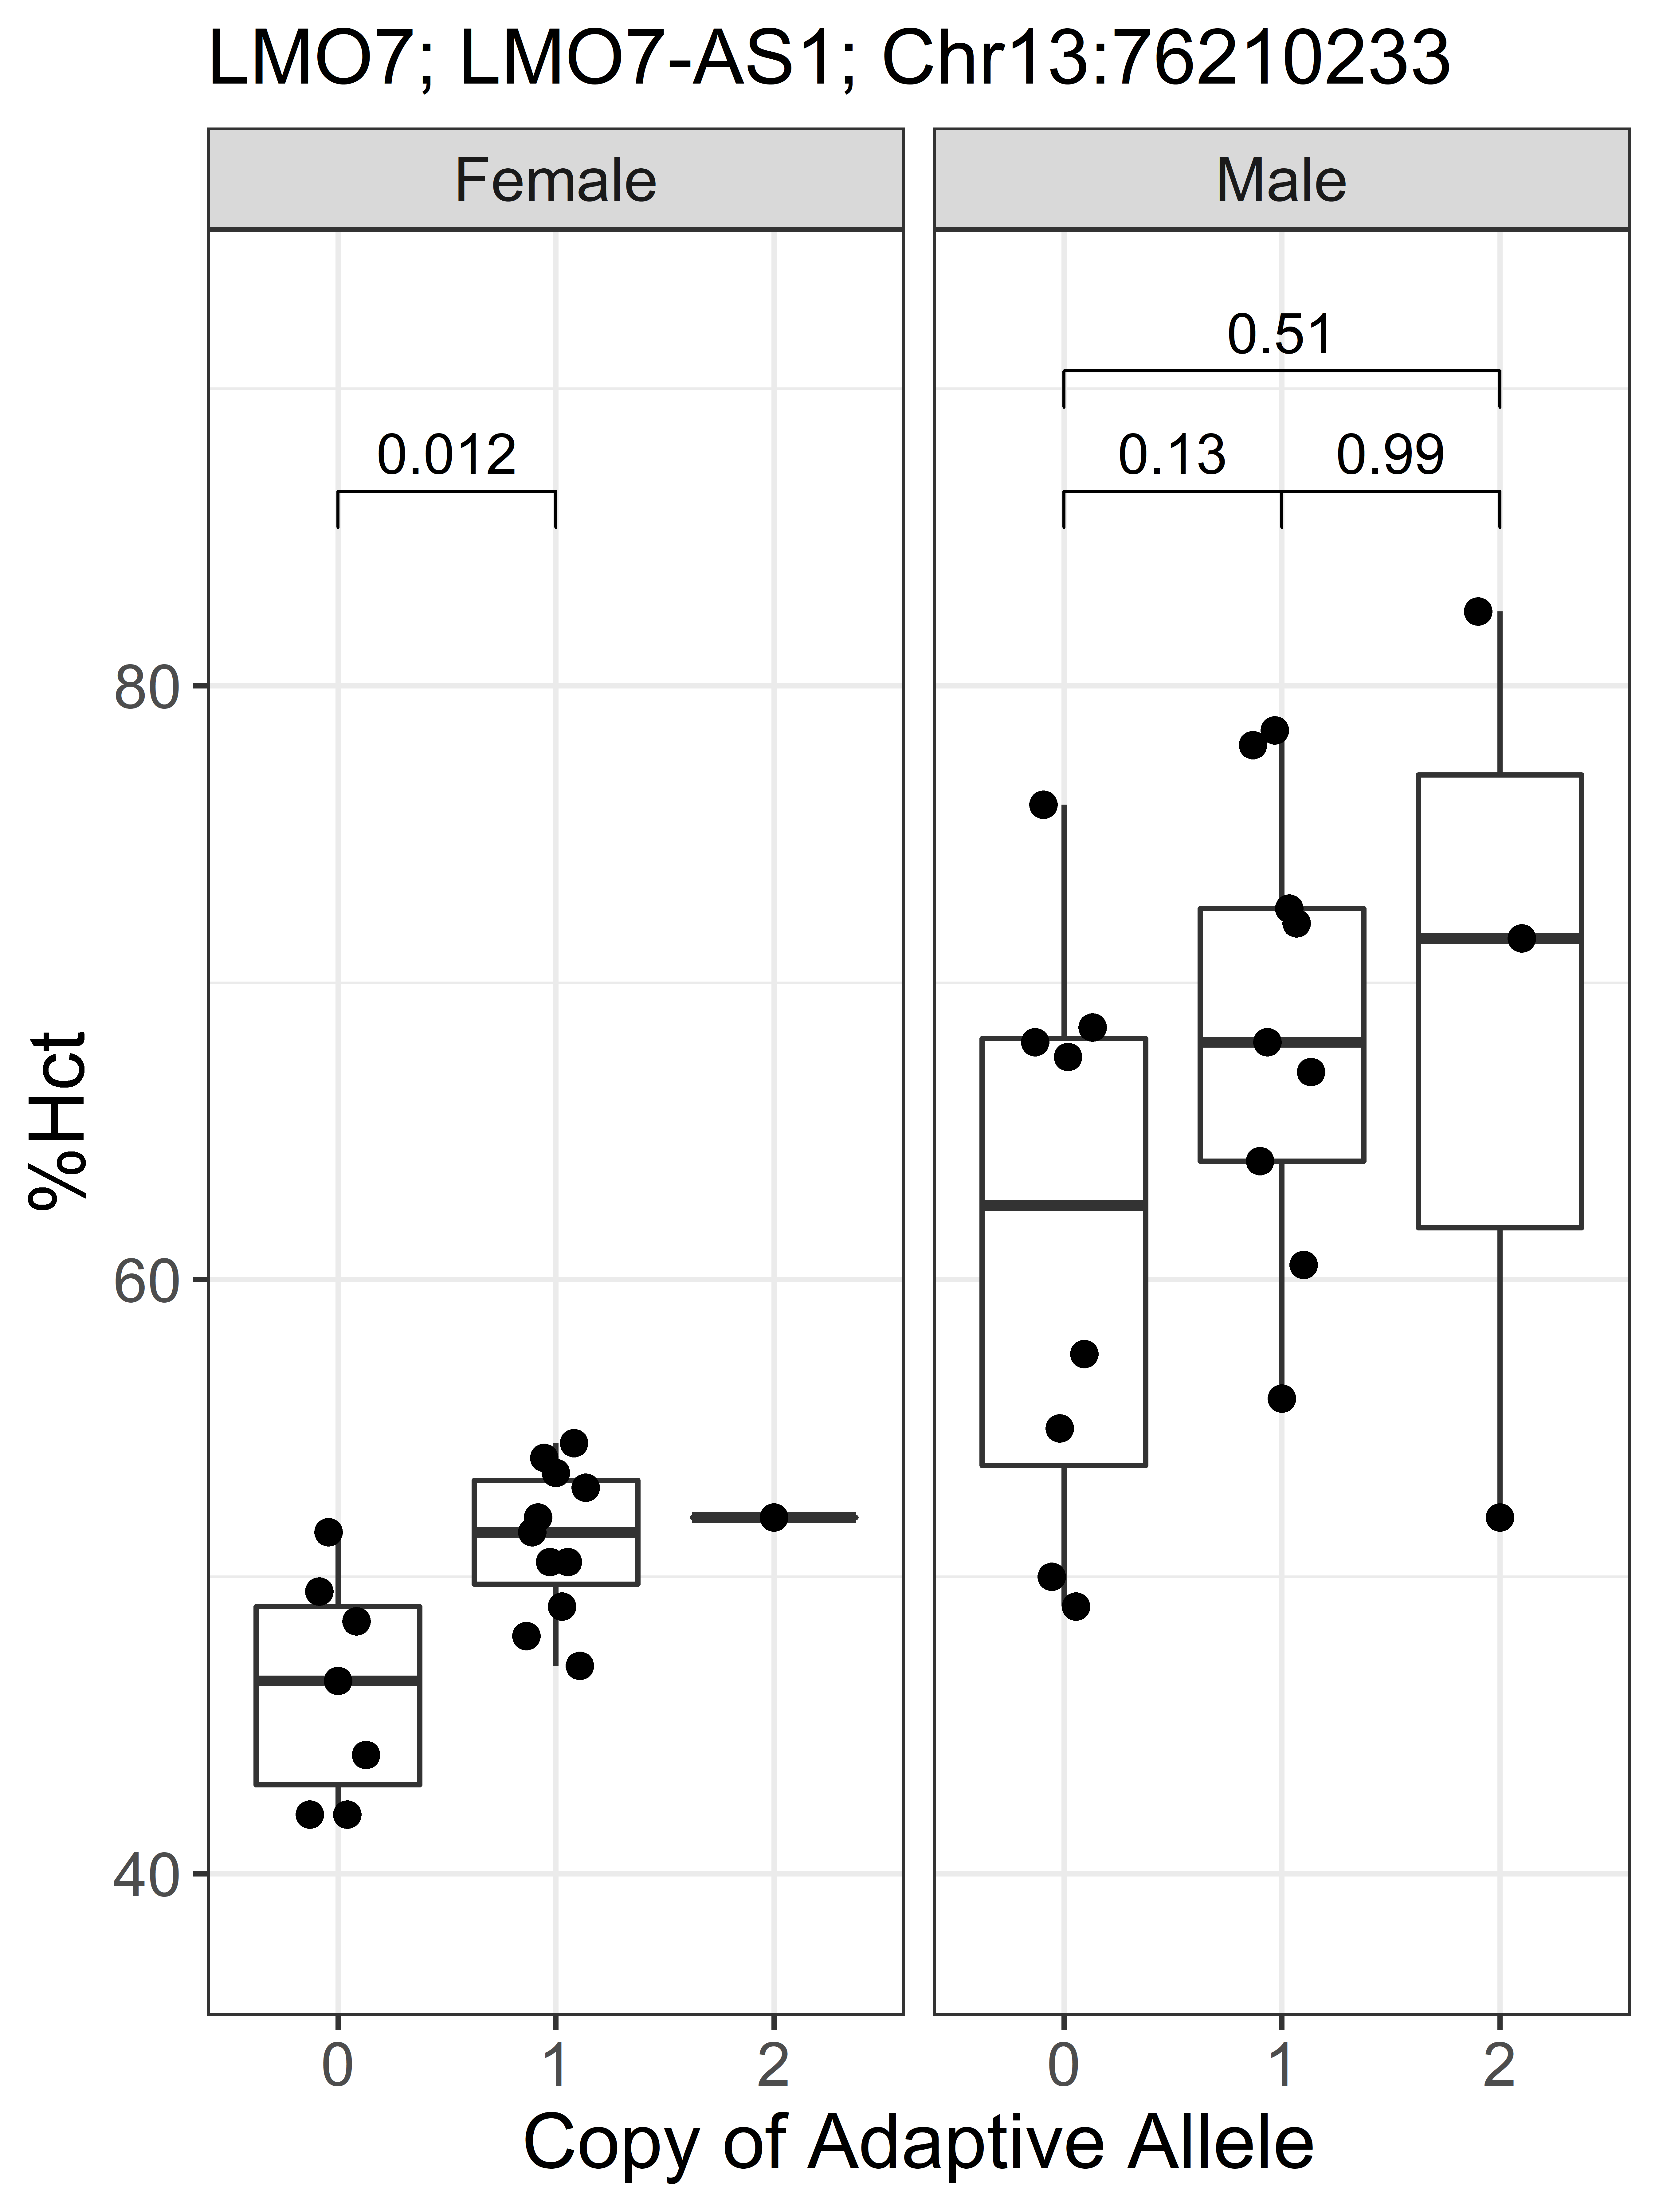 LMO7; LMO7-AS1; Chr13:76210233
Female
Male
0.51
0.012
0.13
0.99
80
60
40
%Hct
0
1
2
0
1
2
Copy of Adaptive Allele